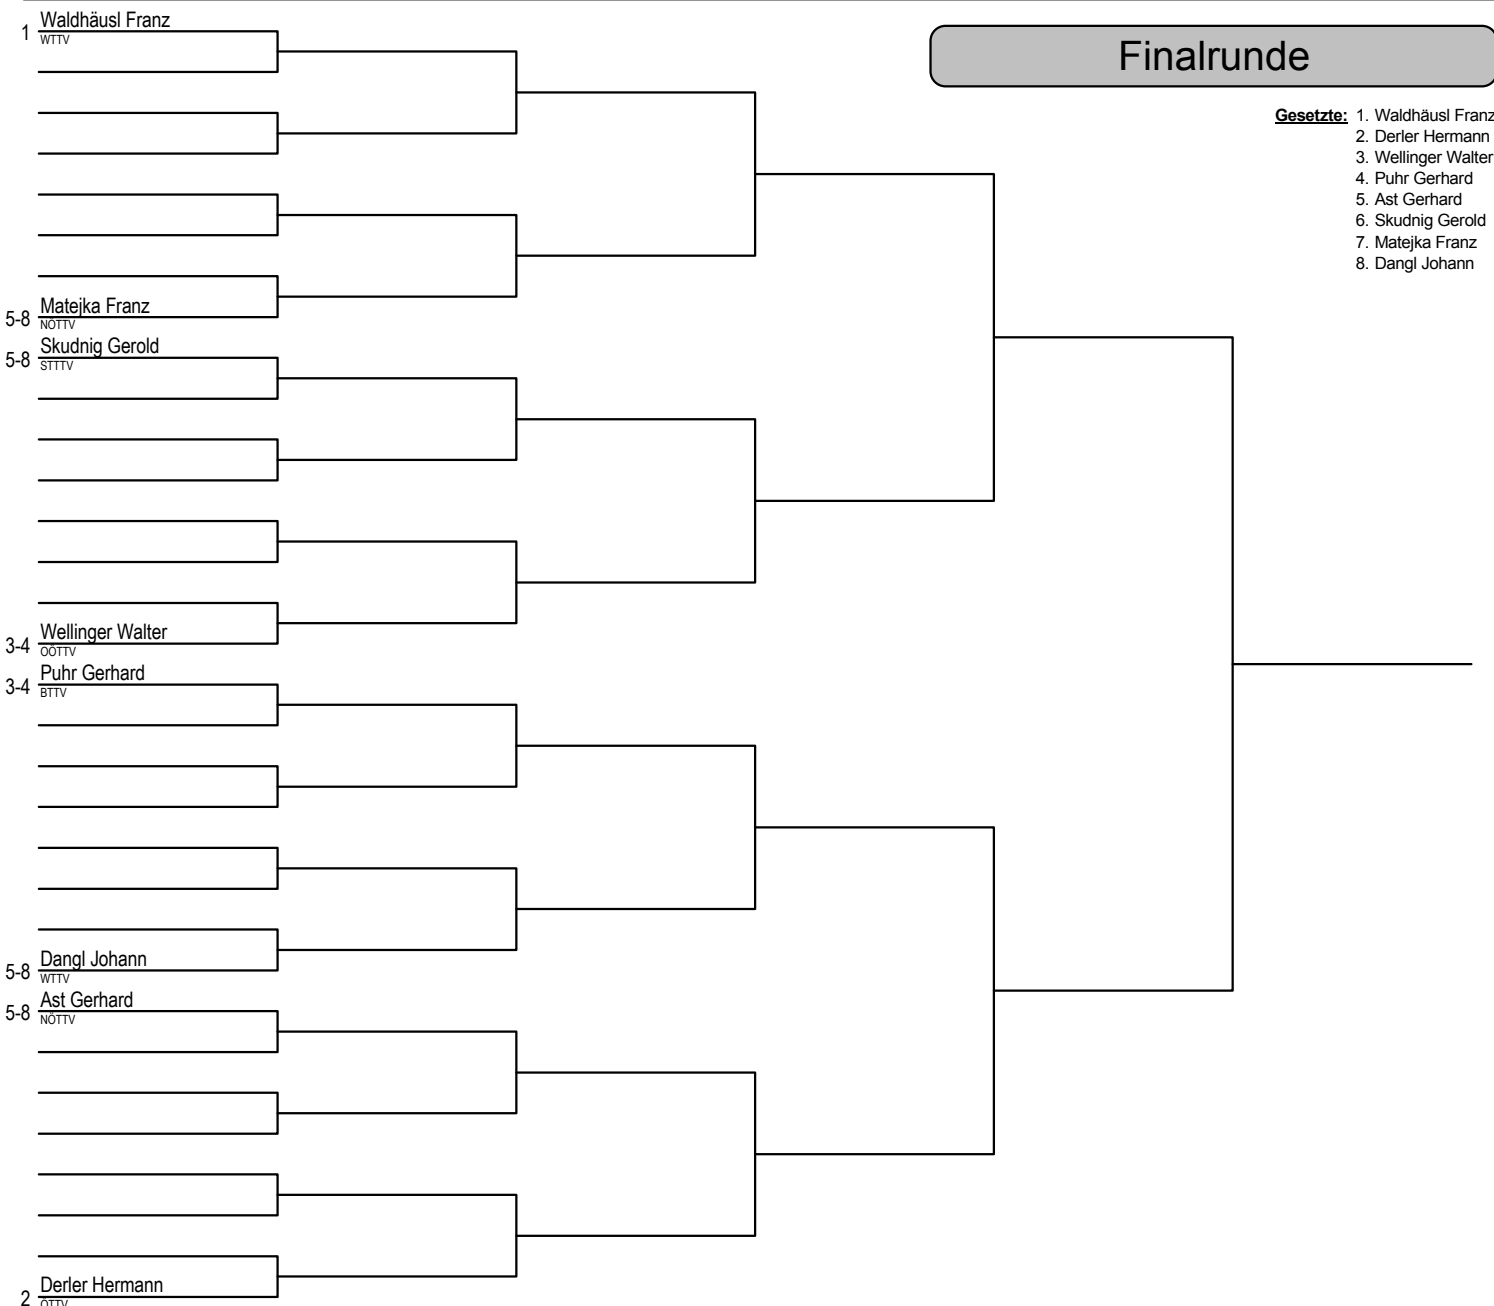 Waldhäusl Franz
1
WTTV
Finalrunde
Gesetzte: 1. Waldhäusl Franz
2. Derler Hermann
3. Wellinger Walter
4. Puhr Gerhard
5. Ast Gerhard
6. Skudnig Gerold
7. Matejka Franz
8. Dangl Johann
Matejka Franz
5-8
NÖTTV
Skudnig Gerold
5-8
STTTV
Wellinger Walter
3-4
OÖTTV
Puhr Gerhard
3-4
BTTV
Dangl Johann
5-8
WTTV
Ast Gerhard
5-8
NÖTTV
Derler Hermann
2
ÖTTV